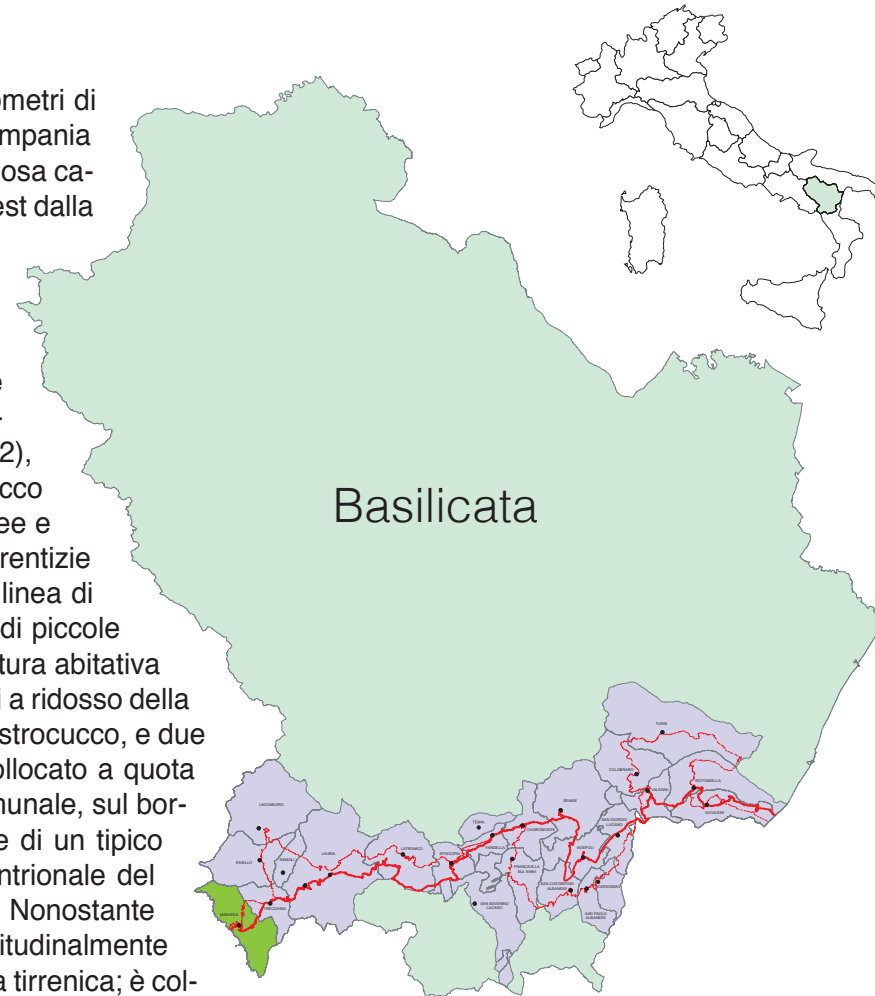 ometri di
mpania
osa ca-
est dalla
e
-
2),
cco
ee e
rentizie
linea di
di piccole
tura abitativa
i a ridosso della
strocucco, e due
ollocato a quota
munale, sul bor-
e di un tipico
ntrionale del
Nonostante
itudinalmente
a tirrenica; è col-
Basilicata
TURSI
COLOBRARO
VALSINNI
ROTONDELLA
NOVA SIRI
SENISE
SAN GIORGIO
LUCANO
TEANA
CHIAROMONTE
FARDELLA
EPISCOPIA
FRANCAVILLA
SUL SINNI
NOEPOLI
SAN COSTANTINO
ALBANESE
CERSOSIMO
SAN PAOLO
ALBANESE
SAN SEVERINO
LUCANO
LATRONICO
LAURIA
LAGONEGRO
RIVELLO
NEMOLI
TRECCHINA
MARATEA